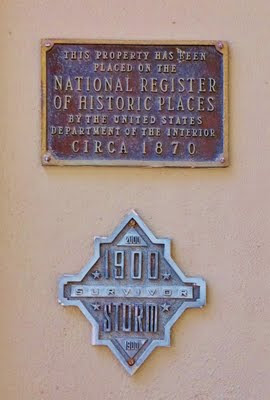 THIS PROPERTY HAS BEEN
PLACED ON THE
NATIONAL REGISTER
OF HISTORIC PLACES
BY THE UNITED STATES
DEPARTMENT OF THE INTERIOR
CIRCA 1870
2000
1900
SURVIVOR
STORM
1900